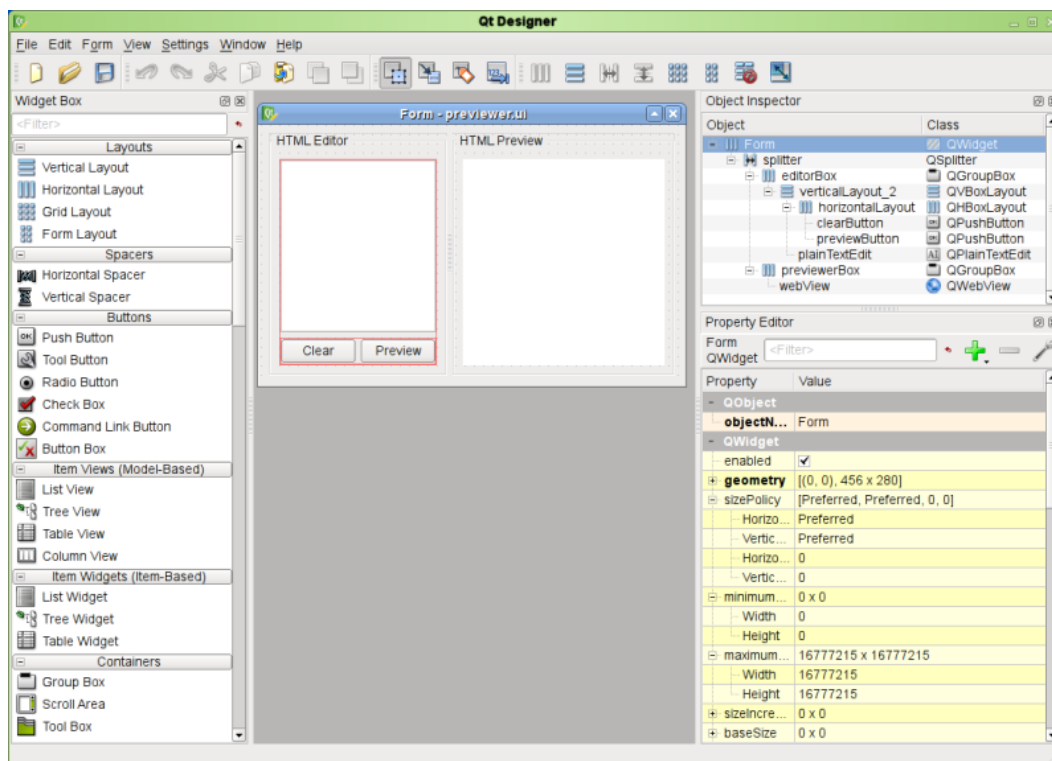 Qt Designer
File Edit Form View Settings Window Help
Widget Box
<Filter>
Layouts
Vertical Layout
Horizontal Layout
Grid Layout
Form Layout
Spacers
Horizontal Spacer
Vertical Spacer
Buttons
OK Push Button
Tool Button
Radio Button
Check Box
Command Link Button
Button Box
Item Views (Model-Based)
List View
Tree View
Table View
Column View
Item Widgets (Item-Based)
List Widget
Tree Widget
Table Widget
Containers
Group Box
Scroll Area
Tool Box
Form - previewer.ui
HTML Editor HTML Preview
Clear Preview
Object Inspector
Object Class
Form QWidget
splitter QSplitter
editorBox QGroupBox
verticalLayout_2 QVBoxLayout
horizontalLayout QHBoxLayout
clearButton QPushButton
previewButton QPushButton
plainTextEdit AI QPlainTextEdit
previewerBox QGroupBox
webView QWebView
Property Editor
Form
QWidget
<Filter>
Property Value
QObject
objectN... Form
QWidget
enabled
geometry [(0, 0), 456 x 280]
sizePolicy [Preferred, Preferred, 0, 0]
Horizo... Preferred
Vertic... Preferred
Horizo... 0
Vertic... 0
minimum... 0 x 0
Width 0
Height 0
maximum... 16777215 x 16777215
Width 16777215
Height 16777215
sizeIncre... 0 x 0
baseSize 0 x 0